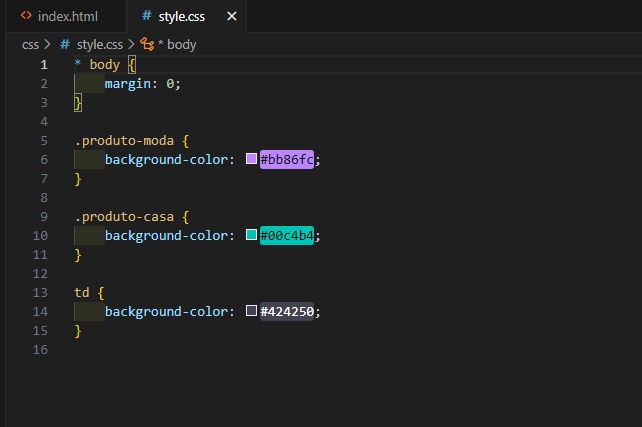 index.html # style.css
css > # style.css > * body
1 * body {
2 margin: 0;
3 }
4
5 .produto-moda {
6 background-color: #bb86fc;
7 }
8
9 .produto-casa {
10 background-color: #00c4b4;
11 }
12
13 td {
14 background-color: #424250;
15 }
16